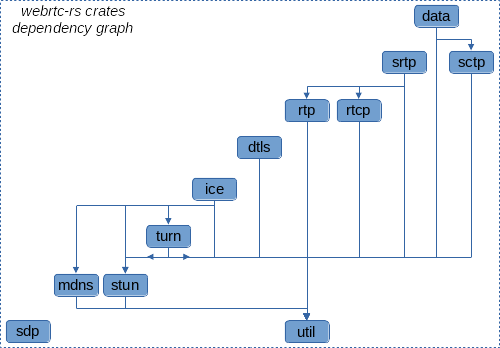 webrtc-rs crates
dependency graph
data
srtp
sctp
rtp
rtcp
dtls
ice
turn
mdns
stun
sdp
util